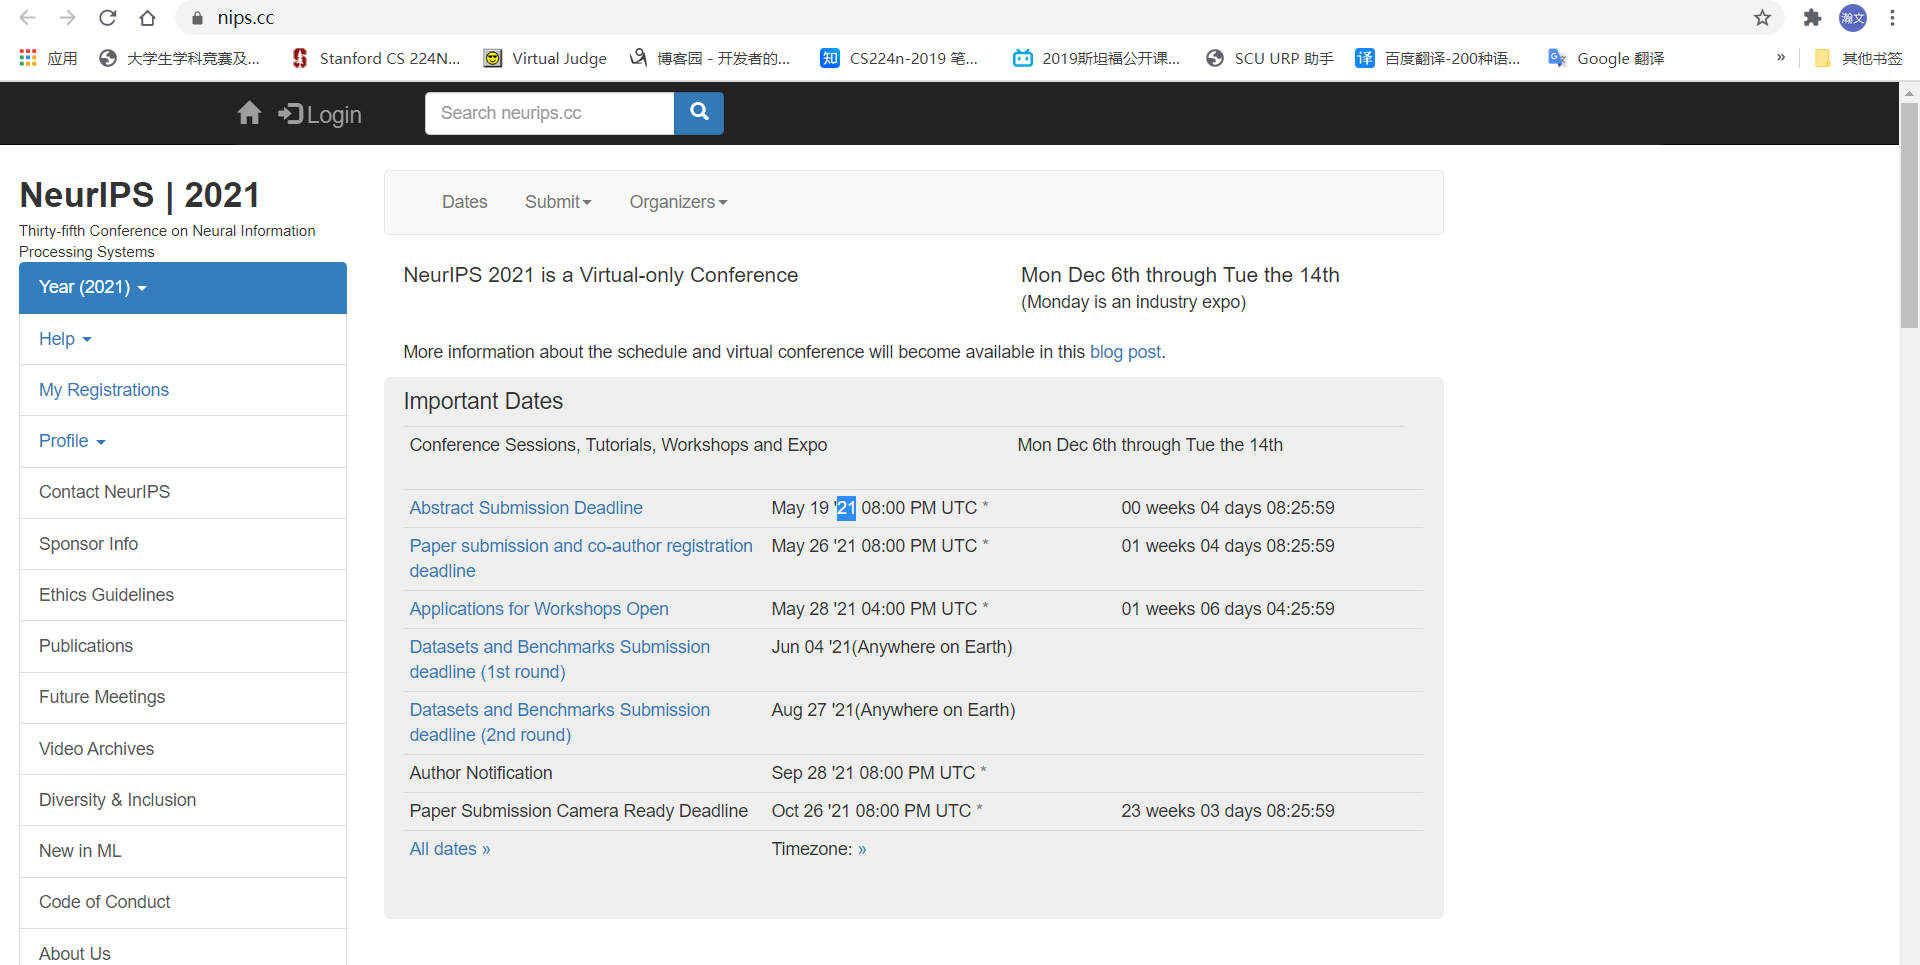 nips.cc
瀚文
应用
大学生学科竞赛及...
Stanford CS 224N...
Virtual Judge
博客园 - 开发者的...
知 CS224n-2019 笔...
2019斯坦福公开课...
SCU URP 助手
译 百度翻译-200种语...
Google 翻译
»
其他书签
Login
Search neurips.cc
NeurIPS | 2021
Thirty-fifth Conference on Neural Information
Processing Systems
Year (2021)
Help
My Registrations
Profile
Contact NeurIPS
Sponsor Info
Ethics Guidelines
Publications
Future Meetings
Video Archives
Diversity & Inclusion
New in ML
Code of Conduct
About Us
Dates Submit Organizers
NeurIPS 2021 is a Virtual-only Conference
Mon Dec 6th through Tue the 14th
(Monday is an industry expo)
More information about the schedule and virtual conference will become available in this blog post.
Important Dates
Conference Sessions, Tutorials, Workshops and Expo Mon Dec 6th through Tue the 14th
Abstract Submission Deadline May 19 '21 08:00 PM UTC * 00 weeks 04 days 08:25:59
Paper submission and co-author registration May 26 '21 08:00 PM UTC * 01 weeks 04 days 08:25:59
deadline
Applications for Workshops Open May 28 '21 04:00 PM UTC * 01 weeks 06 days 04:25:59
Datasets and Benchmarks Submission Jun 04 '21(Anywhere on Earth)
deadline (1st round)
Datasets and Benchmarks Submission Aug 27 '21(Anywhere on Earth)
deadline (2nd round)
Author Notification Sep 28 '21 08:00 PM UTC *
Paper Submission Camera Ready Deadline Oct 26 '21 08:00 PM UTC * 23 weeks 03 days 08:25:59
All dates » Timezone: »